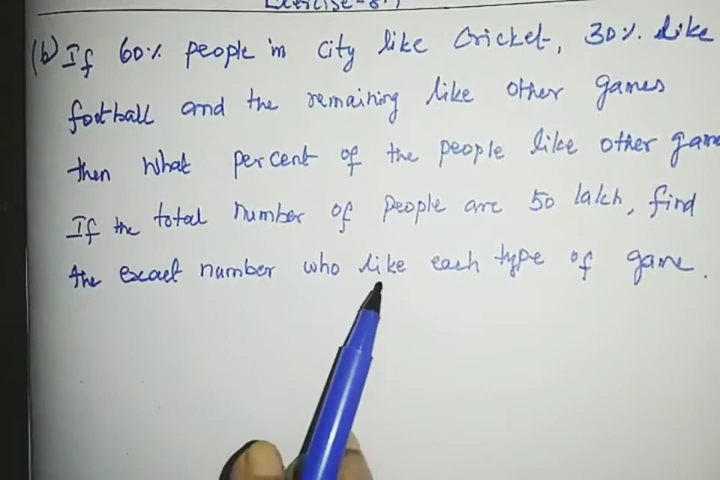 Exercise-8.
(b) If 60% people in city like Cricket, 30% like
football and the remaining like other games
then what percent of the people like other game
If the total number of people are 50 lakh, find
the exact number who like each type of game.